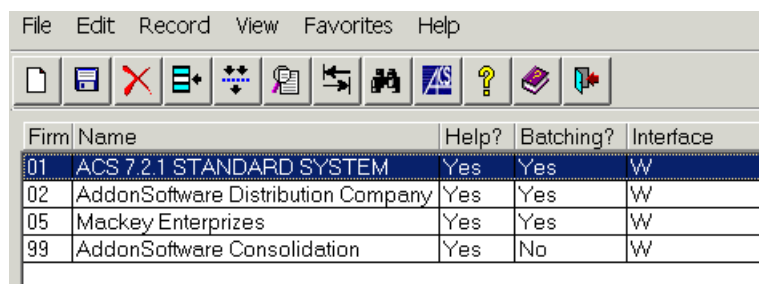 File Edit Record View Favorites Help
Firm Name Help? Batching? Interface
01 ACS 7.2.1 STANDARD SYSTEM Yes Yes W
02 AddonSoftware Distribution Company Yes Yes W
05 Mackey Enterprizes Yes Yes W
99 AddonSoftware Consolidation Yes No W